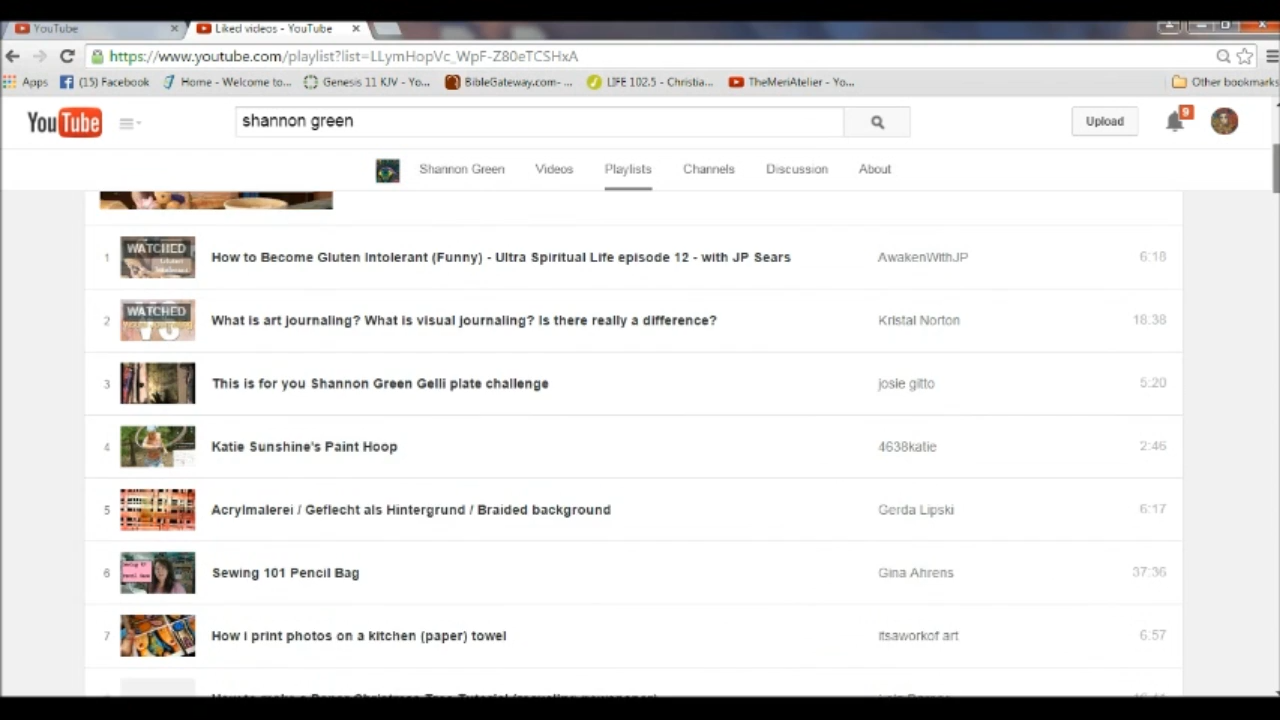 YouTube
Liked videos - YouTube
https://www.youtube.com/playlist?list=LLymHopVc_WpF-Z80eTCSHxA
Apps (15) Facebook Home - Welcome to... Genesis 11 KJV - Yo... BibleGateway.com- ... LIFE 102.5 - Christia... TheMeriAtelier - Yo... Other bookmarks
YouTube shannon green Upload 9
Shannon Green Videos Playlists Channels Discussion About
1 WATCHED How to Become Gluten Intolerant (Funny) - Ultra Spiritual Life episode 12 - with JP Sears AwakenWithJP 6:18
2 WATCHED What is art journaling? What is visual journaling? Is there really a difference? Kristal Norton 18:38
3 This is for you Shannon Green Gelli plate challenge josie gitto 5:20
4 Katie Sunshine's Paint Hoop 4638katie 2:46
5 Acrylmalerei / Geflecht als Hintergrund / Braided background Gerda Lipski 6:17
6 Sewing 101 Pencil Bag Gina Ahrens 37:36
7 How i print photos on a kitchen (paper) towel itsaworkof art 6:57